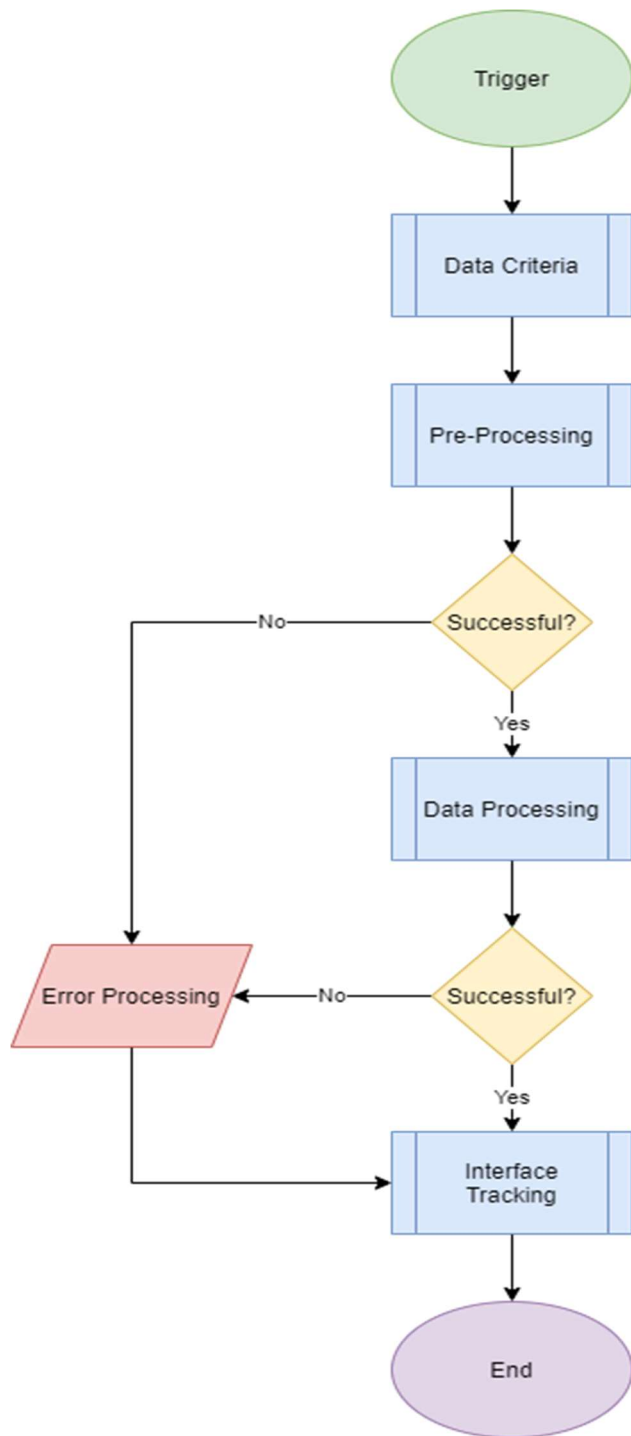 Trigger
Data Criteria
Pre-Processing
Successful?
No
Yes
Data Processing
Successful?
No
Error Processing
Yes
Interface
Tracking
End